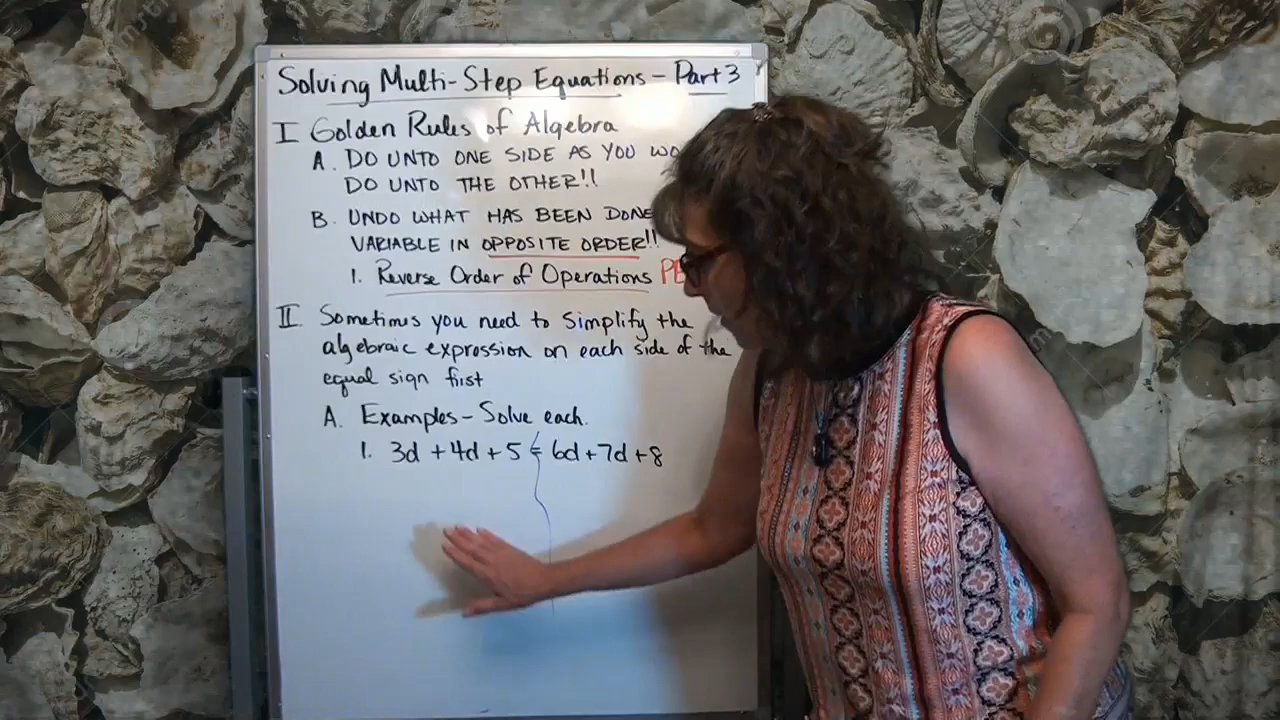 Solving Multi-Step Equations - Part 3
I Golden Rules of Algebra
A. DO UNTO ONE SIDE AS YOU
DO UNTO THE OTHER!!
B. UNDO WHAT HAS BEEN DONE
VARIABLE IN OPPOSITE ORDER!!
1. Reverse Order of Operations
II Sometimes you need to simplify the
algebraic expression on each side of the
equal sign first
A. Examples - Solve each.
1. 3d + 4d + 5 = 6d + 7d + 8